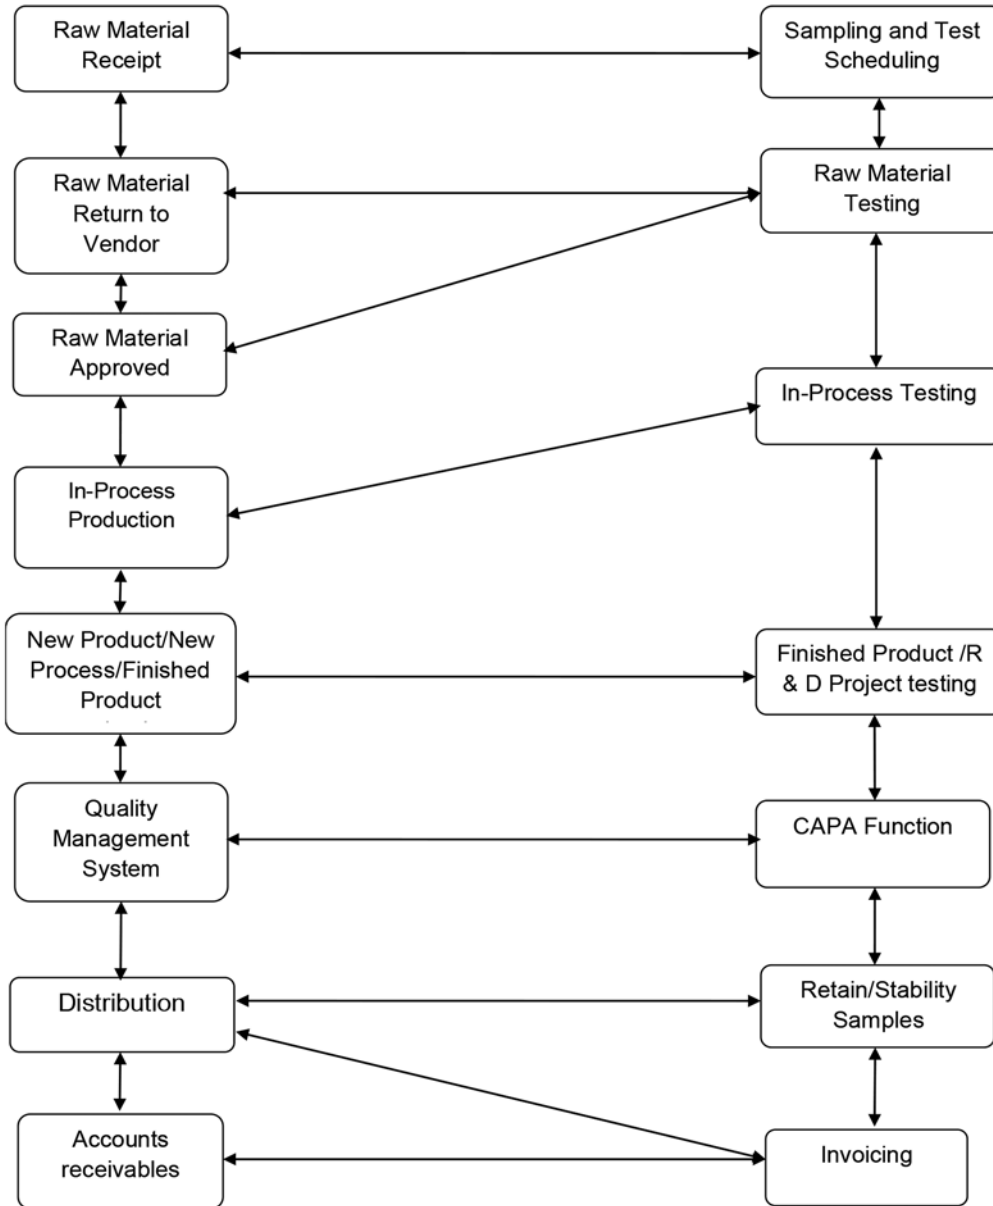 Raw Material
Receipt
Sampling and Test
Scheduling
Raw Material
Return to
Vendor
Raw Material
Testing
Raw Material
Approved
In-Process Testing
In-Process
Production
New Product/New
Process/Finished
Product
Finished Product /R
& D Project testing
Quality
Management
System
CAPA Function
Distribution
Retain/Stability
Samples
Accounts
receivables
Invoicing